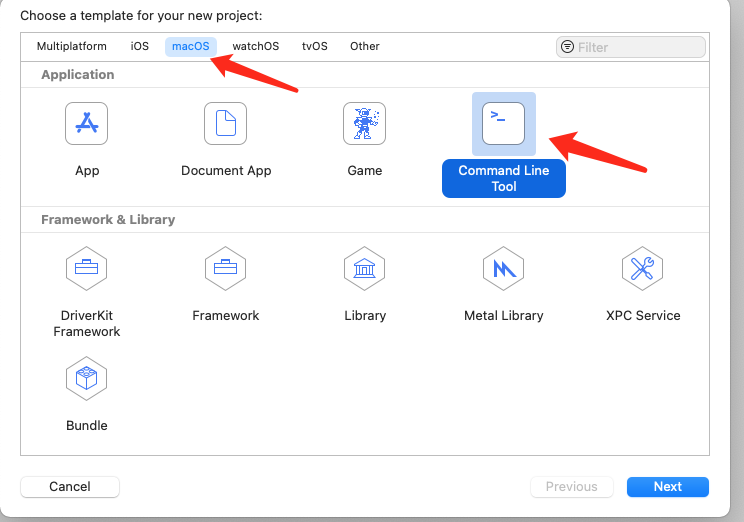 Choose a template for your new project:
Multiplatform iOS macOS watchOS tvOS Other Filter
Application
>_
App Document App Game Command Line
Tool
Framework & Library
DriverKit Framework Library Metal Library XPC Service
Framework
Bundle
Cancel Previous Next